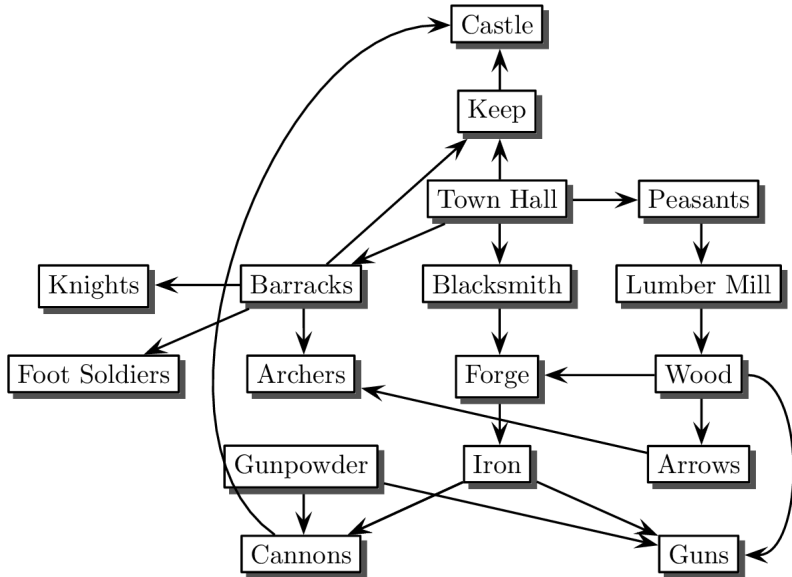 Castle
Keep
Town Hall
Peasants
Knights
Barracks
Blacksmith
Lumber Mill
Foot Soldiers
Archers
Forge
Wood
Gunpowder
Iron
Arrows
Cannons
Guns